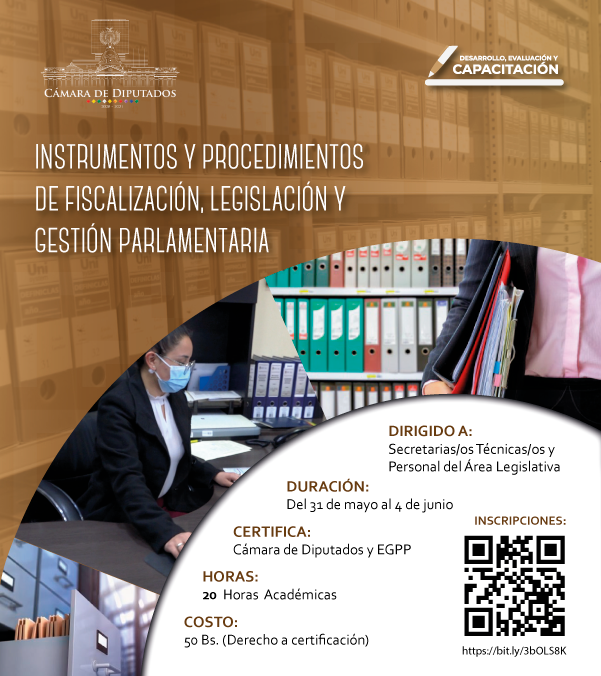 CÁMARA DE DIPUTADOS
DESARROLLO, EVALUACIÓN Y
CAPACITACIÓN
INSTRUMENTOS Y PROCEDIMIENTOS
DE FISCALIZACIÓN, LEGISLACIÓN Y
GESTIÓN PARLAMENTARIA
DIRIGIDO A:
Secretarias/os Técnicas/os y
Personal del Área Legislativa
DURACIÓN:
Del 31 de mayo al 4 de junio
CERTIFICA:
Cámara de Diputados y EGPP
HORAS:
20 Horas Académicas
COSTO:
50 Bs. (Derecho a certificación)
INSCRIPCIONES:
https://bit.ly/3bOLS8K